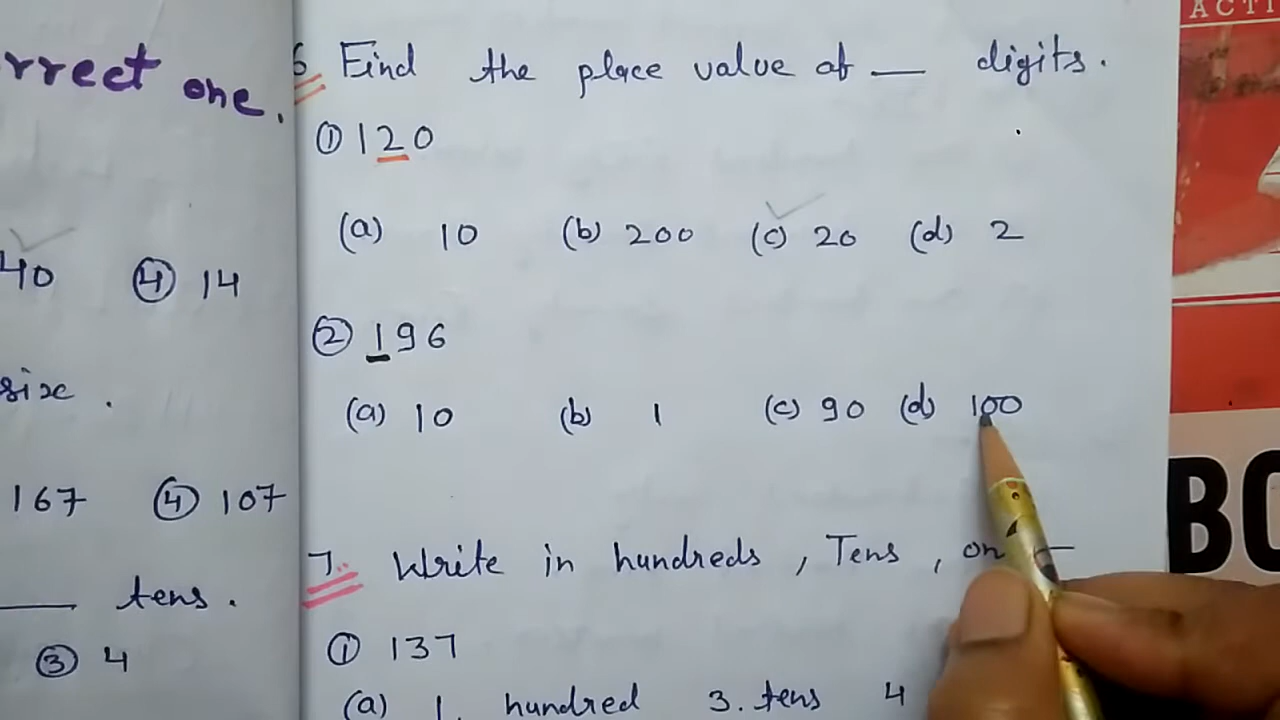 rrect one.
40 ④ 14
size.
167 ④ 107
___ tens.
③ 4
6 Find the place value of __ digits.
① 120
(a) 10 (b) 200 (c) 20 (d) 2
② 196
(a) 10 (b) 1 (c) 90 (d) 100
7. Write in hundreds, Tens, on
① 137
(a) 1. hundred 3. tens 4
ACTI
BO